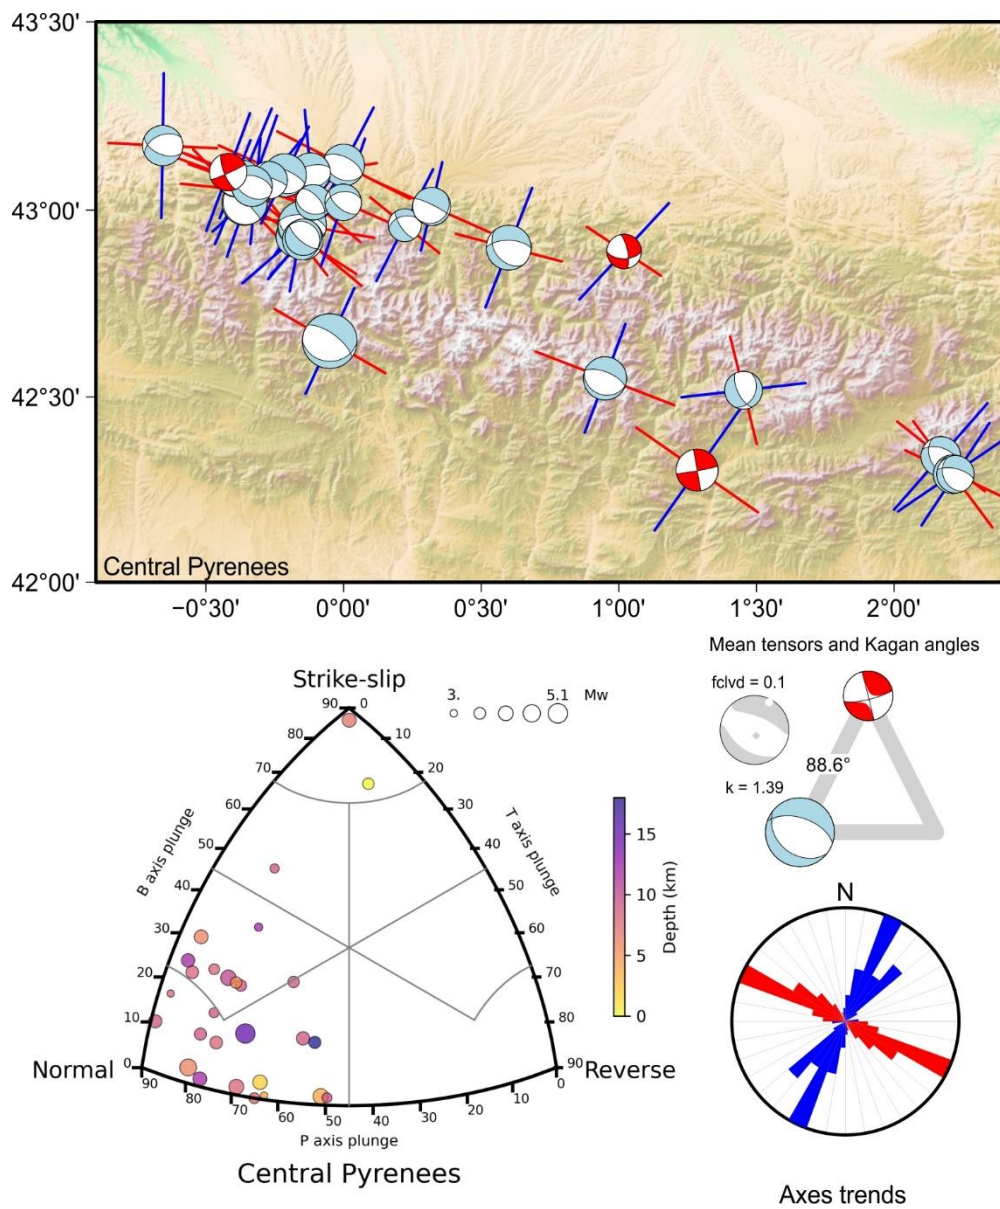 43°30'
43°00'
42°30'
42°00'
Central Pyrenees
−0°30' 0°00' 0°30' 1°00' 1°30' 2°00'
Mean tensors and Kagan angles
fclvd = 0.1
88.6°
k = 1.39
Strike-slip
3. 5.1 Mw
90 0
80 10
70 20
60 30
50 40
40 50
30 60
20 70
10 80
0 90
B axis plunge
T axis plunge
Normal
Reverse
90 80 70 60 50 40 30 20 10 0
P axis plunge
Central Pyrenees
15
10
5
0
Depth (km)
N
Axes trends